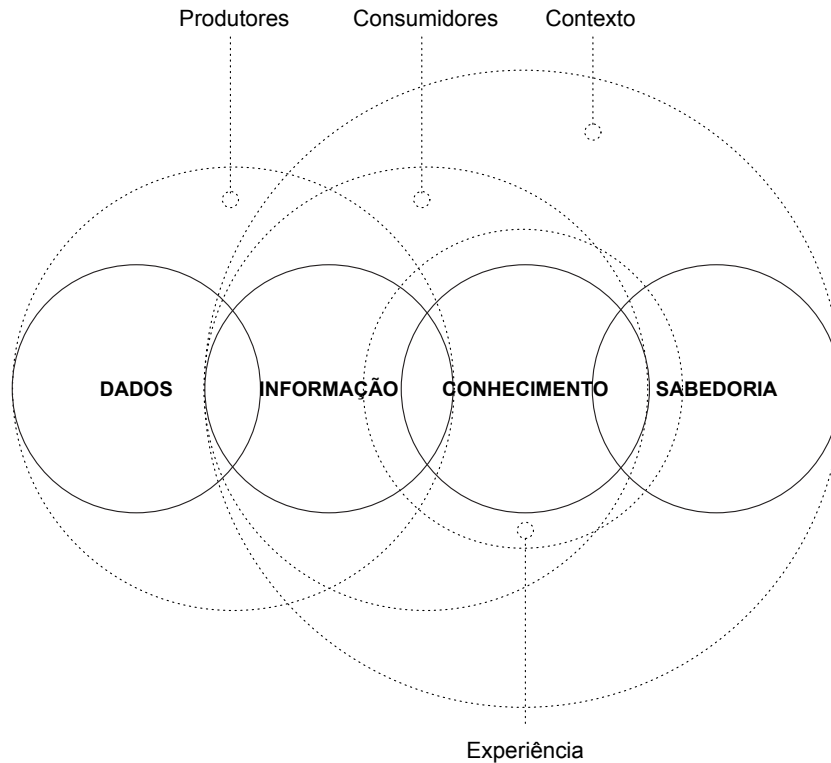 Produtores
Consumidores
Contexto
DADOS
INFORMAÇÃO
CONHECIMENTO
SABEDORIA
Experiência